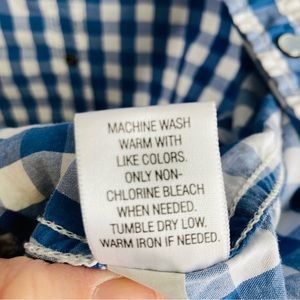 MACHINE WASH
WARM WITH
LIKE COLORS.
ONLY NON-
CHLORINE BLEACH
WHEN NEEDED.
TUMBLE DRY LOW.
WARM IRON IF NEEDED.